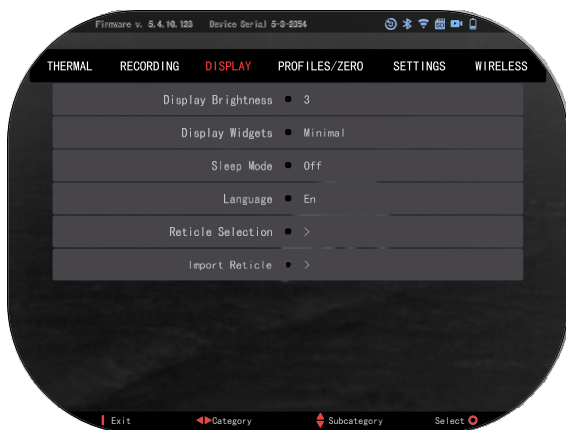 Firmware v. 5.4.10.123 Device Serial 5-3-2354
THERMAL RECORDING DISPLAY PROFILES/ZERO SETTINGS WIRELESS
Display Brightness 3
Display Widgets Minimal
Sleep Mode Off
Language En
Reticle Selection >
Import Reticle >
Exit Category Subcategory Select